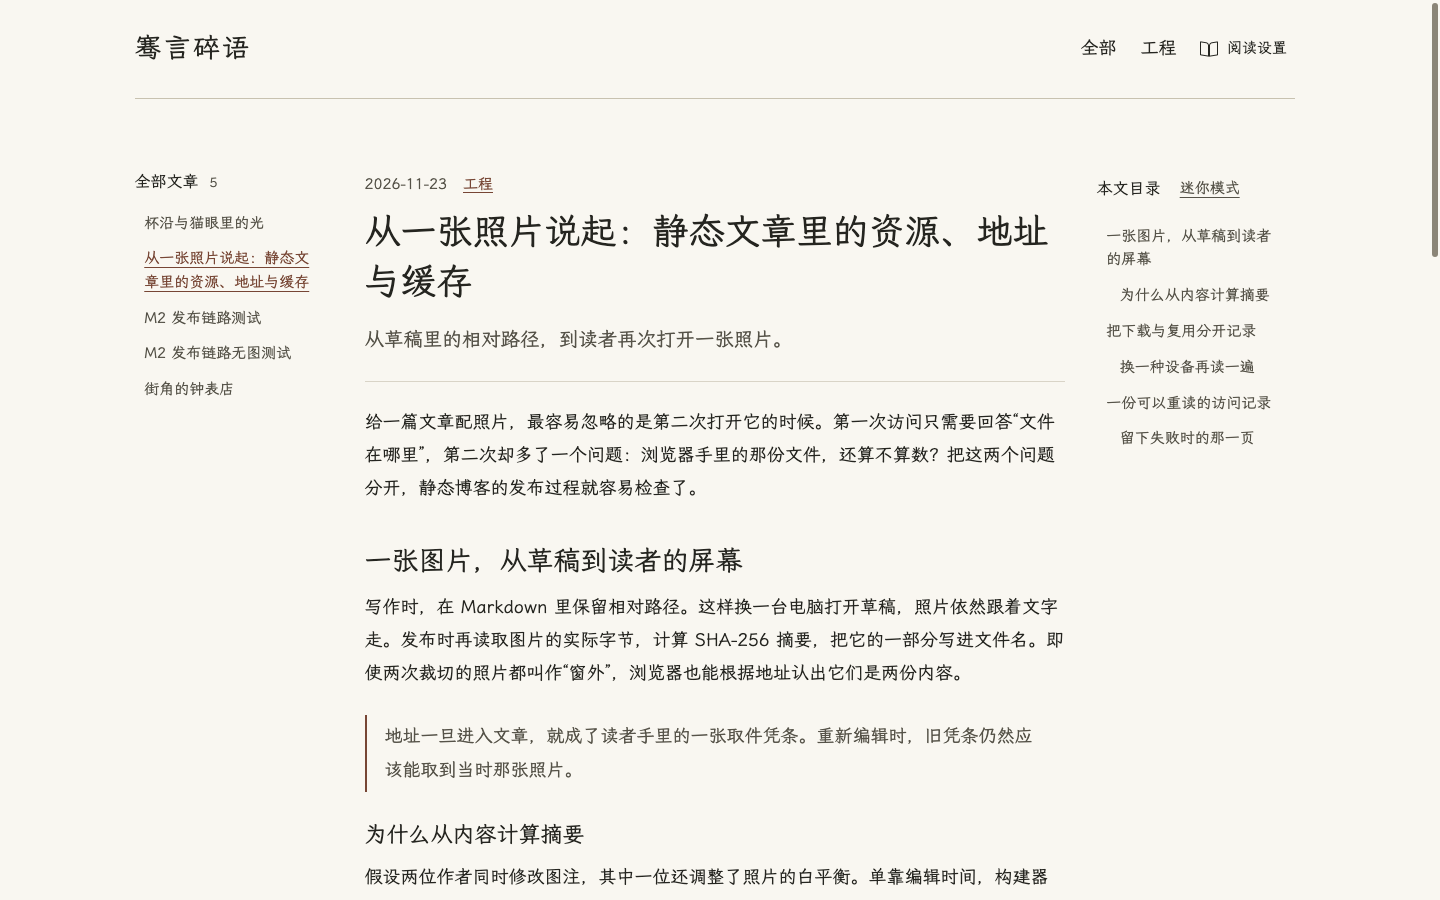 骞言碎语
全部
工程
阅读设置
全部文章 5
杯沿与猫眼里的光
从一张照片说起：静态文
章里的资源、地址与缓存
M2 发布链路测试
M2 发布链路无图测试
街角的钟表店
2026-11-23 工程
从一张照片说起：静态文章里的资源、地址
与缓存
从草稿里的相对路径，到读者再次打开一张照片。
给一篇文章配照片，最容易忽略的是第二次打开它的时候。第一次访问只需要回答“文件
在哪里”，第二次却多了一个问题：浏览器手里的那份文件，还算不算数？把这两个问题
分开，静态博客的发布过程就容易检查了。
一张图片，从草稿到读者的屏幕
写作时，在 Markdown 里保留相对路径。这样换一台电脑打开草稿，照片依然跟着文字
走。发布时再读取图片的实际字节，计算 SHA-256 摘要，把它的一部分写进文件名。即
使两次裁切的照片都叫作“窗外”，浏览器也能根据地址认出它们是两份内容。
地址一旦进入文章，就成了读者手里的一张取件凭条。重新编辑时，旧凭条仍然应
该能取到当时那张照片。
为什么从内容计算摘要
假设两位作者同时修改图注，其中一位还调整了照片的白平衡。单靠编辑时间，构建器
本文目录 迷你模式
一张图片，从草稿到读者
的屏幕
为什么从内容计算摘要
把下载与复用分开记录
换一种设备再读一遍
一份可以重读的访问记录
留下失败时的那一页